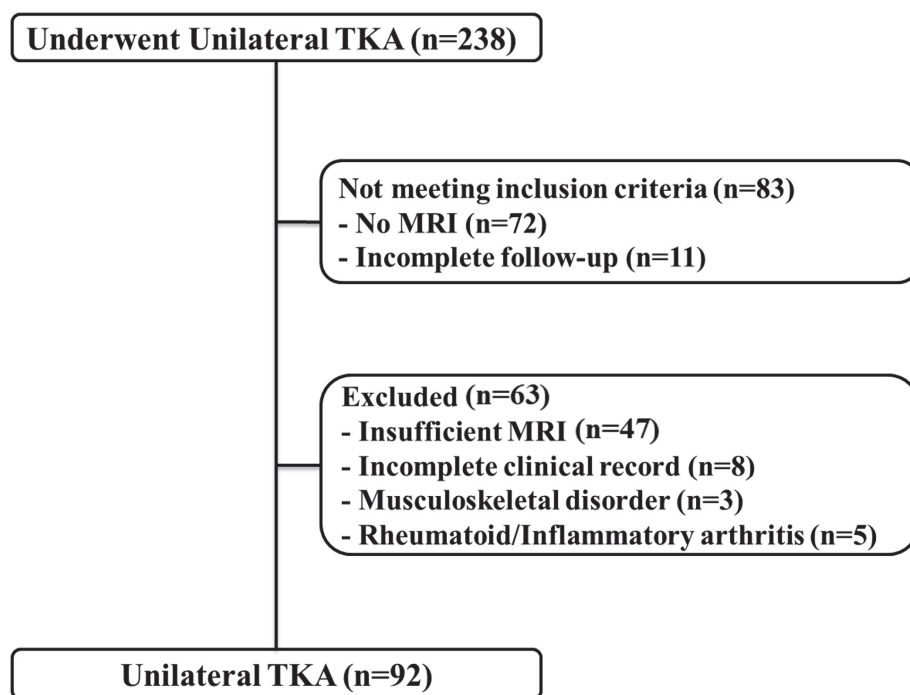 Underwent Unilateral TKA (n=238)
Not meeting inclusion criteria (n=83)
- No MRI (n=72)
- Incomplete follow-up (n=11)
Excluded (n=63)
- Insufficient MRI (n=47)
- Incomplete clinical record (n=8)
- Musculoskeletal disorder (n=3)
- Rheumatoid/Inflammatory arthritis (n=5)
Unilateral TKA (n=92)